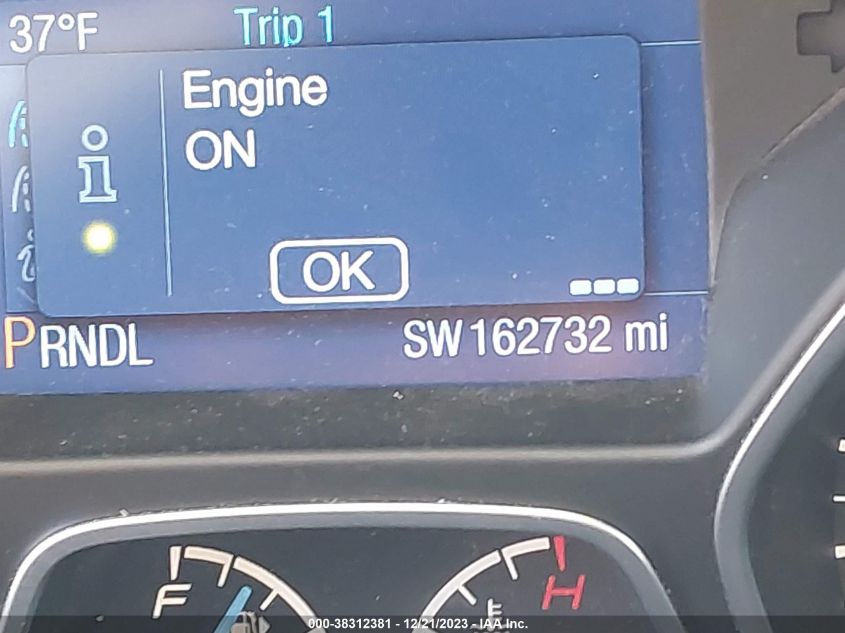 37°F Trip 1
Engine
ON
OK
PRNDL SW 162732 mi
F H
000-38312381 - 12/21/2023 - IAA Inc.